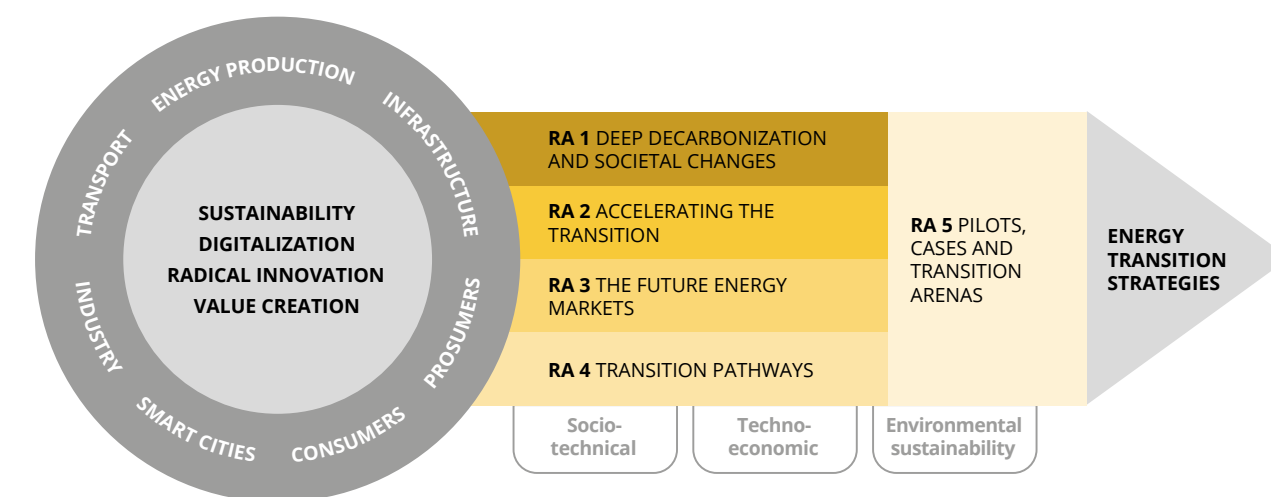 ENERGY PRODUCTION
INFRASTRUCTURE
PROSUMERS
CONSUMERS
SMART CITIES
INDUSTRY
TRANSPORT
SUSTAINABILITY
DIGITALIZATION
RADICAL INNOVATION
VALUE CREATION
RA 1 DEEP DECARBONIZATION
AND SOCIETAL CHANGES
RA 2 ACCELERATING THE
TRANSITION
RA 3 THE FUTURE ENERGY
MARKETS
RA 4 TRANSITION PATHWAYS
RA 5 PILOTS,
CASES AND
TRANSITION
ARENAS
ENERGY
TRANSITION
STRATEGIES
Socio-
technical
Techno-
economic
Environmental
sustainability